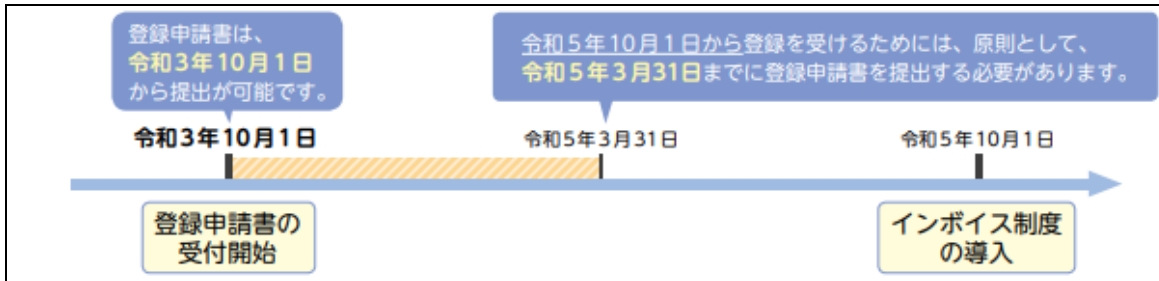 登録申請書は、
令和3年10月1日
から提出が可能です。
令和5年10月1日から登録を受けるためには、原則として、
令和5年3月31日までに登録申請書を提出する必要があります。
令和3年10月1日
令和5年3月31日
令和5年10月1日
登録申請書の
受付開始
インボイス制度
の導入